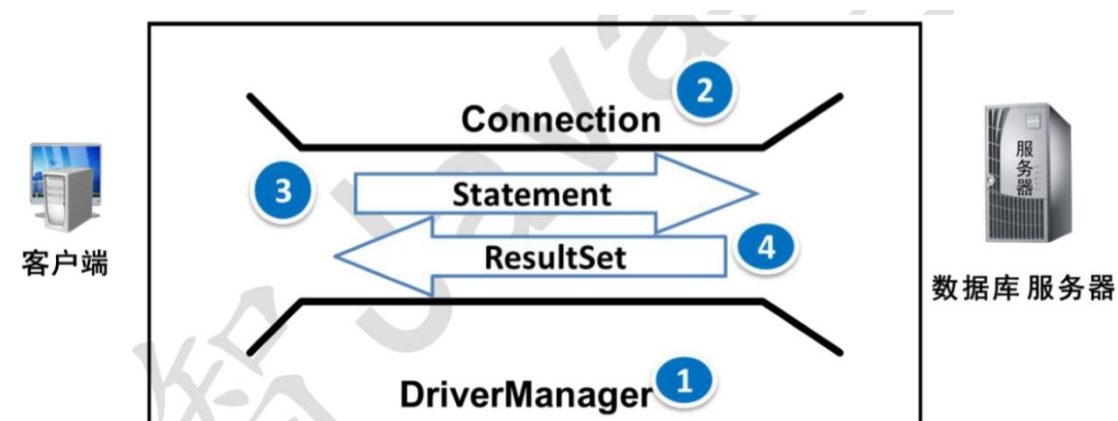 2
Connection
3
Statement
服务器
ResultSet
4
客户端
数据库 服务器
DriverManager
1